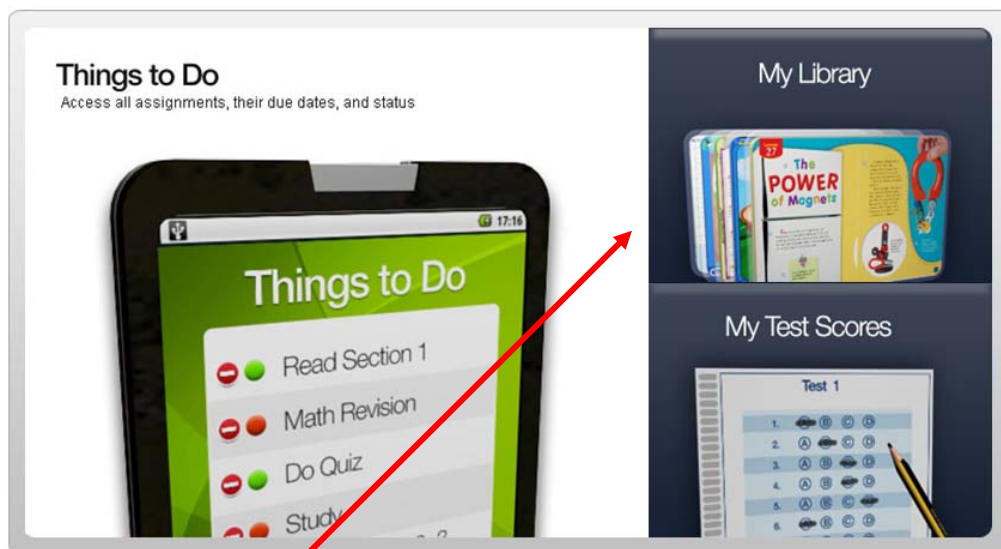 Things to Do
Access all assignments, their due dates, and status
17:16
Things to Do
Read Section 1
Math Revision
Do Quiz
Study
My Library
27
The
POWER
of Magnets
My Test Scores
Test 1
1. B C D
2. A C D
3. A B D
4. A B D
5. A B C
6. B C D